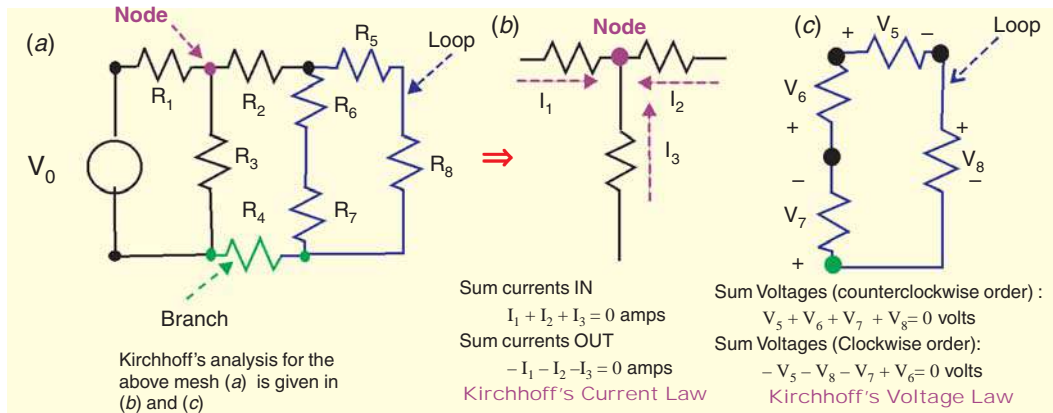 (a)
Node
R₁
R₂
R₅
Loop
R₆
V₀
R₃
R₈
R₄
R₇
Branch
Kirchhoff's analysis for the
above mesh (a) is given in
(b) and (c)
⇒
(b)
Node
I₁
I₂
I₃
Sum currents IN
I₁ + I₂ + I₃ = 0 amps
Sum currents OUT
– I₁ – I₂ –I₃ = 0 amps
Kirchhoff's Current Law
(c)
+ V₅ –
Loop
V₆
+
+
V₈
–
–
V₇
+
Sum Voltages (counterclockwise order) :
V₅ + V₆ + V₇ + V₈= 0 volts
Sum Voltages (Clockwise order):
– V₅ – V₈ – V₇ + V₆= 0 volts
Kirchhoff's Voltage Law